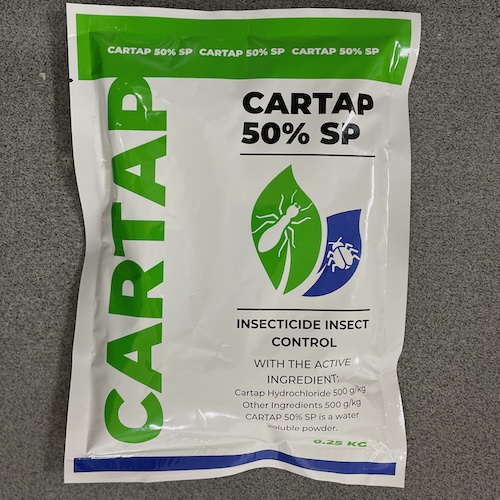 CARTAP 50% SP CARTAP 50% SP CARTAP 50% SP
CARTAP
CARTAP
50% SP
INSECTICIDE INSECT
CONTROL
WITH THE ACTIVE
INGREDIENT:
Cartap Hydrochloride 500 g/kg
Other Ingredients 500 g/kg
CARTAP 50% SP is a water
soluble powder.
0.25 KG